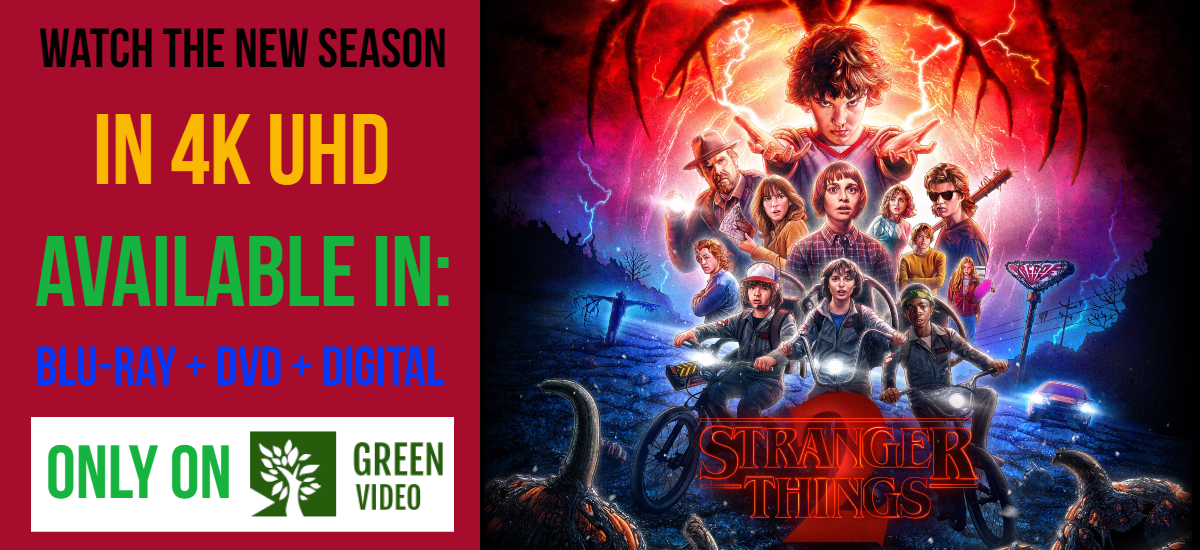 WATCH THE NEW SEASON
IN 4K UHD
AVAILABLE IN:
BLU-RAY + DVD + DIGITAL
ONLY ON
GREEN
VIDEO
2
STRANGER
THINGS